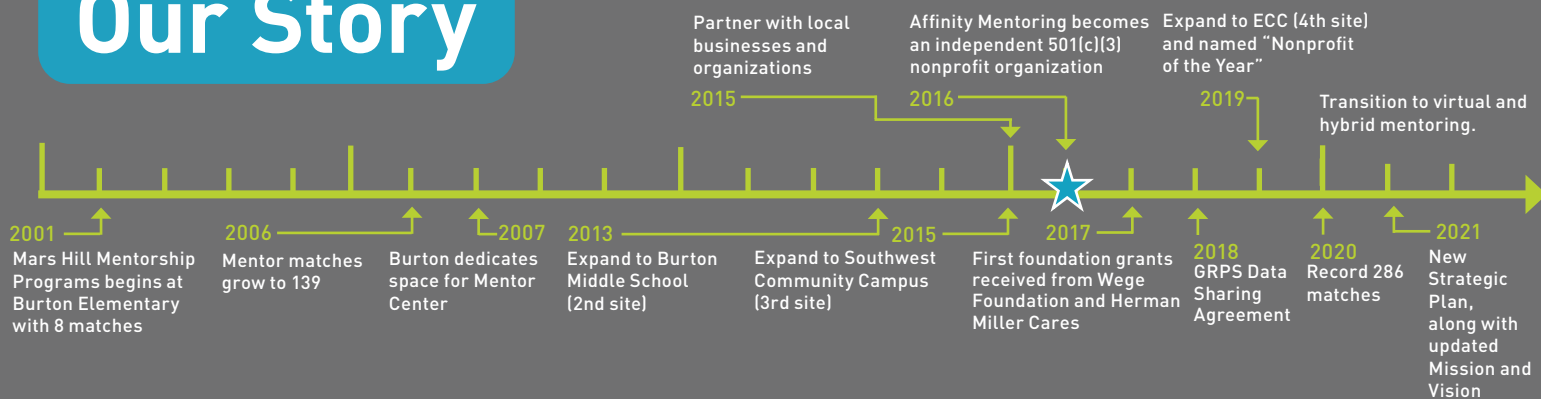 Our Story
Partner with local
businesses and
organizations
2015
Affinity Mentoring becomes
an independent 501(c)(3)
nonprofit organization
2016
Expand to ECC (4th site)
and named “Nonprofit
of the Year”
2019
Transition to virtual and
hybrid mentoring.
2001
Mars Hill Mentorship
Programs begins at
Burton Elementary
with 8 matches
2006
Mentor matches
grow to 139
2007
Burton dedicates
space for Mentor
Center
2013
Expand to Burton
Middle School
(2nd site)
2015
Expand to Southwest
Community Campus
(3rd site)
2017
First foundation grants
received from Wege
Foundation and Herman
Miller Cares
2018
GRPS Data
Sharing
Agreement
2020
Record 286
matches
2021
New
Strategic
Plan,
along with
updated
Mission and
Vision